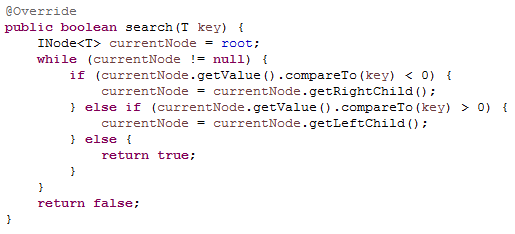 @Override
public boolean search(T key) {
    INode<T> currentNode = root;
    while (currentNode != null) {
        if (currentNode.getValue().compareTo(key) < 0) {
            currentNode = currentNode.getRightChild();
        } else if (currentNode.getValue().compareTo(key) > 0) {
            currentNode = currentNode.getLeftChild();
        } else {
            return true;
        }
    }
    return false;
}